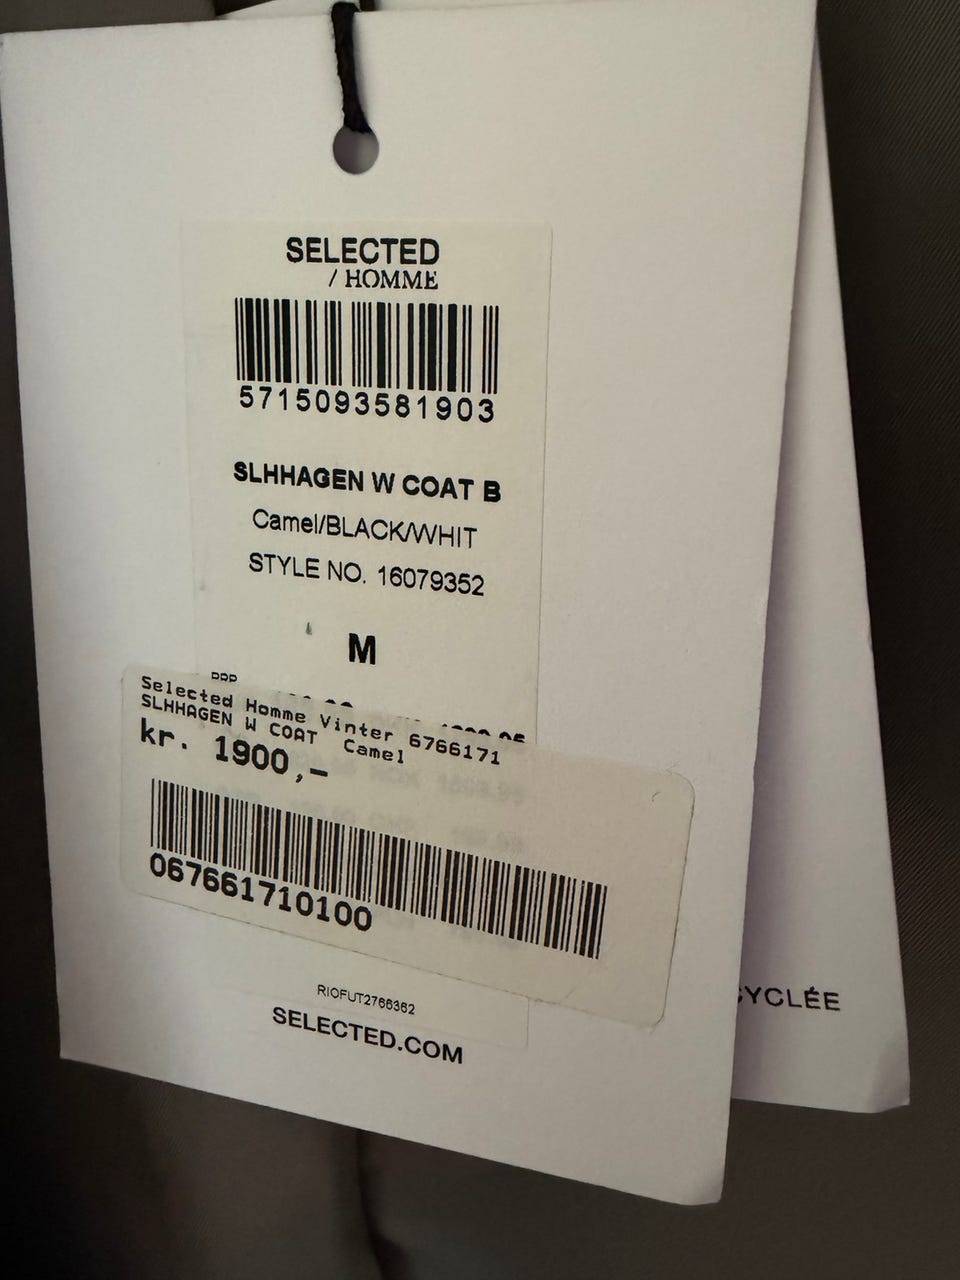 SELECTED
/ HOMME
5715093581903
SLHHAGEN W COAT B
Camel/BLACK/WHIT
STYLE NO. 16079352
M
Selected Homme Vinter 6766171
SLHHAGEN W COAT Camel
kr. 1900,-
067661710100
RIOFUT2766362
SELECTED.COM
CYCLÉE